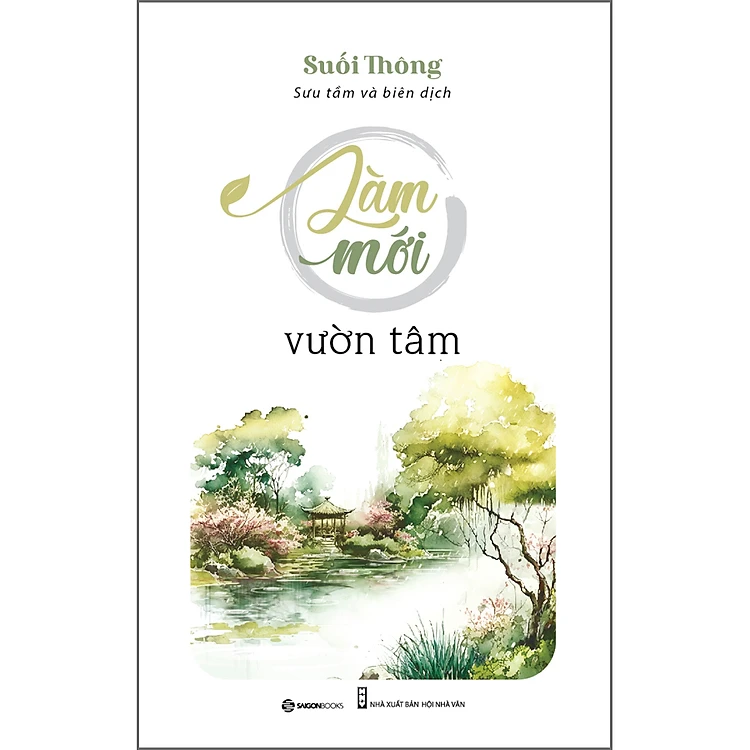 Suối Thông
Sưu tầm và biên dịch
Làm
mới
vườn tâm
SAIGONBOOKS
NHÀ XUẤT BẢN HỘI NHÀ VĂN